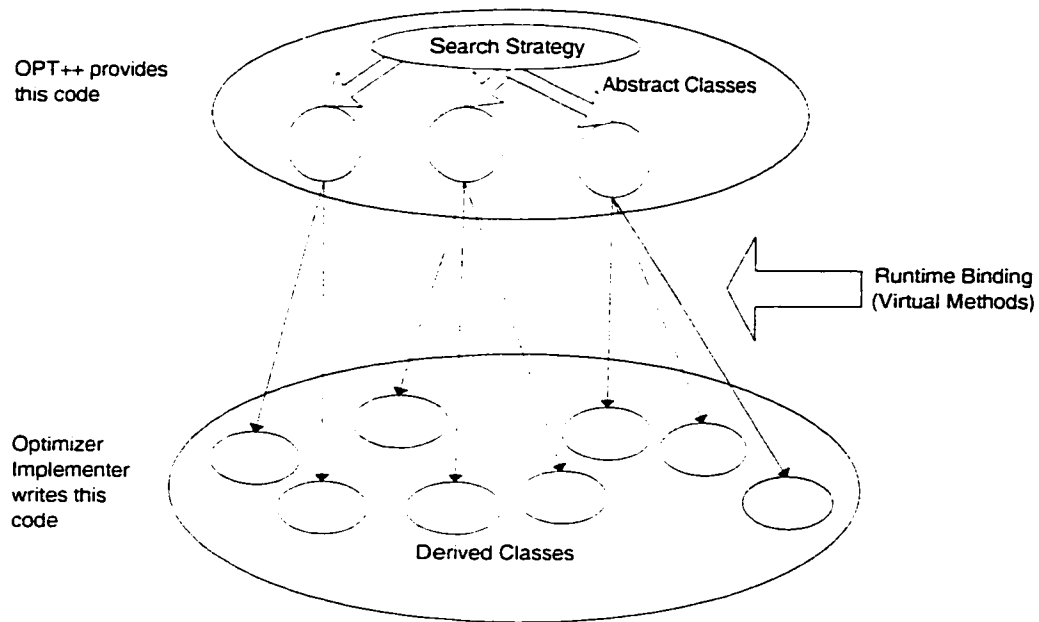 Search Strategy
OPT++ provides
this code
Abstract Classes
Runtime Binding
(Virtual Methods)
Optimizer
Implementer
writes this
code
Derived Classes